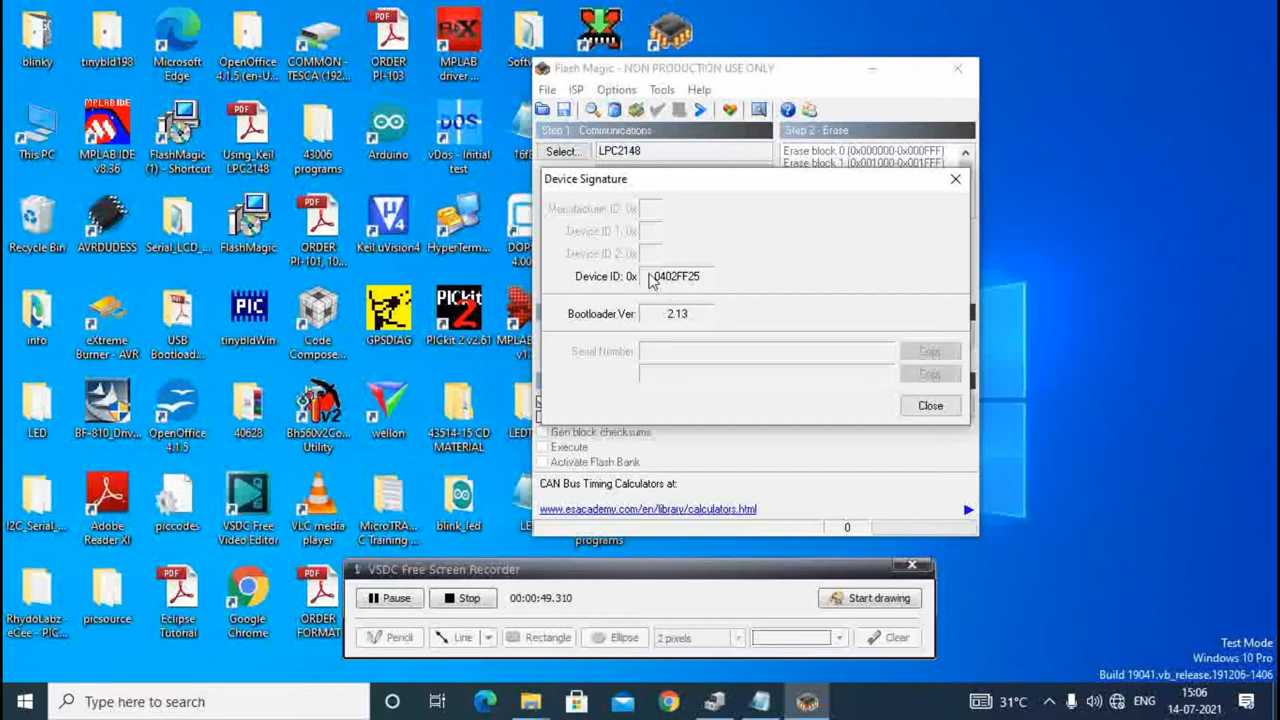 blinky
tinybld198
Microsoft
Edge
OpenOffice
4.1.5 (en-U...
COMMON -
TESCA (192...
ORDER
PI-103
MPLAB
driver
Flash Magic - NON PRODUCTION USE ONLY
File ISP Options Tools Help
Step 1 - Communications
Step 2 - Erase
Select...
LPC2148
Erase block 0 (0x000000-0x000FFF)
Erase block 1 (0x001000-0x001FFF)
This PC
MPLAB IDE
v8.56
FlashMagic
(1) - Shortcut
Using_Keil
LPC2148
43006
programs
Arduino
vDos - Initial
test
Device Signature
Manufacturer ID: 0x
Device ID 1: 0x
Device ID 2: 0x
Device ID: 0x
0402FF25
Bootloader Ver:
2.13
Serial Number
Copy
Copy
Close
Recycle Bin
AVRDUDESS
Serial_LCD_...
FlashMagic
ORDER
PI-101, 10...
Keil uVision4
HyperTerm...
info
eXtreme
Burner - AVR
USB
Bootload...
PIC
tinybldWin
Code
Compose...
GPSDIAG
PICkit 2
PICkit 2 v2.61
LED
BF-810_Driv...
OpenOffice
4.1.5
40628
Bh560v2Co...
Utility
wellon
43514-15 CD
MATERIAL
Gen block checksums
Execute
Activate Flash Bank
CAN Bus Timing Calculators at:
www.esacademy.com/en/library/calculators.html
0
I2C_Serial_...
Adobe
Reader XI
piccodes
VSDC Free
Video Editor
VLC media
player
MicroTRA...
C Training ...
blink_led
programs
VSDC Free Screen Recorder
Pause
Stop
00:00:49.310
Start drawing
Pencil
Line
Rectangle
Ellipse
2 pixels
Clear
RhydoLabz -
eCee - PIC...
picsource
Eclipse
Tutorial
Google
Chrome
ORDER
FORMAT
Test Mode
Windows 10 Pro
Build 19041.vb_release.191206-1406
Type here to search
31°C
ENG
15:06
14-07-2021